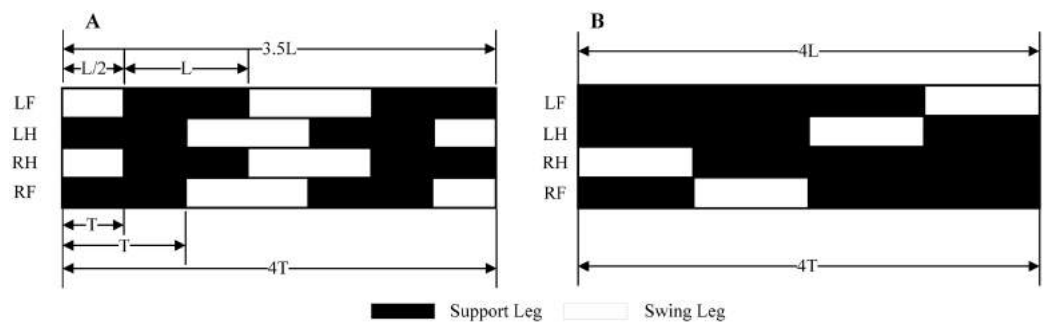 A
B
3.5L
4L
L/2
L
LF
LH
RH
RF
LF
LH
RH
RF
T
T
4T
4T
Support Leg
Swing Leg